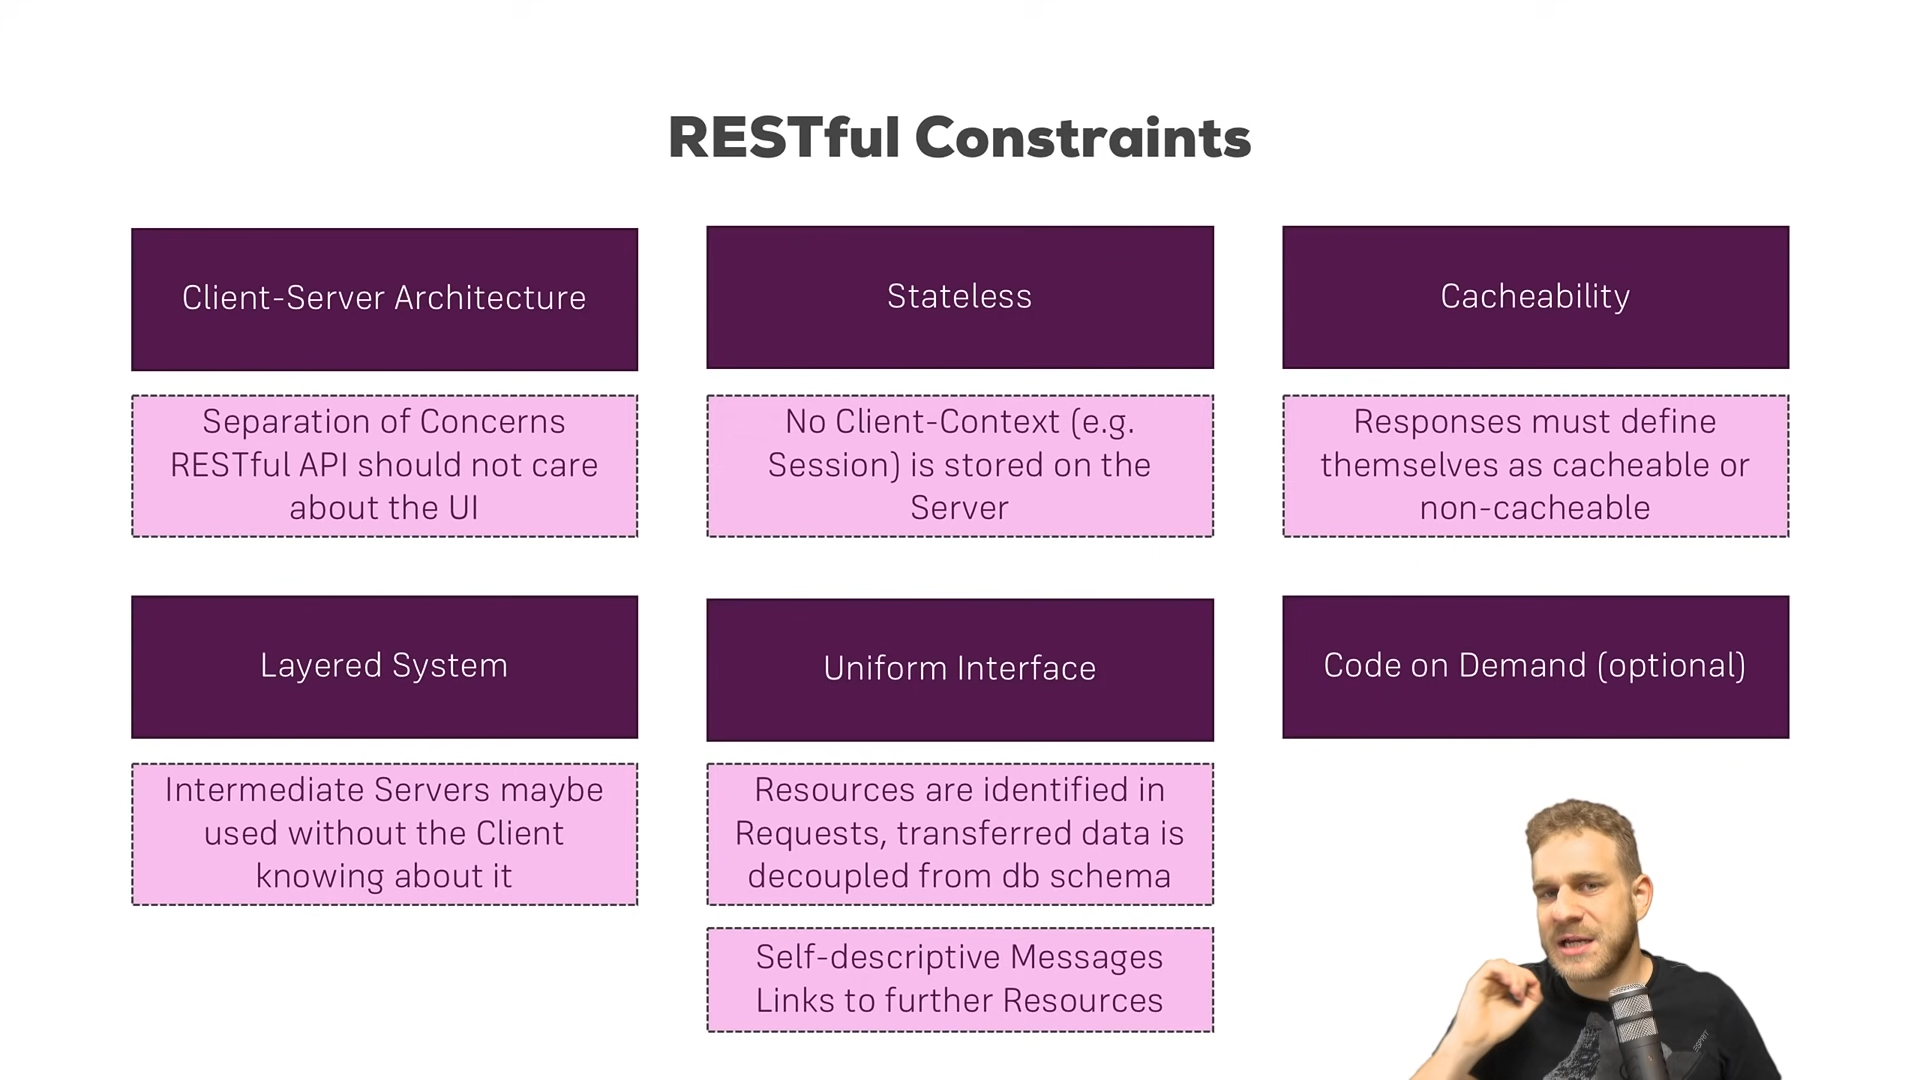 RESTful Constraints
Client-Server Architecture
Separation of Concerns
RESTful API should not care
about the UI
Stateless
No Client-Context (e.g.
Session) is stored on the
Server
Cacheability
Responses must define
themselves as cacheable or
non-cacheable
Layered System
Intermediate Servers maybe
used without the Client
knowing about it
Uniform Interface
Resources are identified in
Requests, transferred data is
decoupled from db schema
Self-descriptive Messages
Links to further Resources
Code on Demand (optional)
ESPRIT